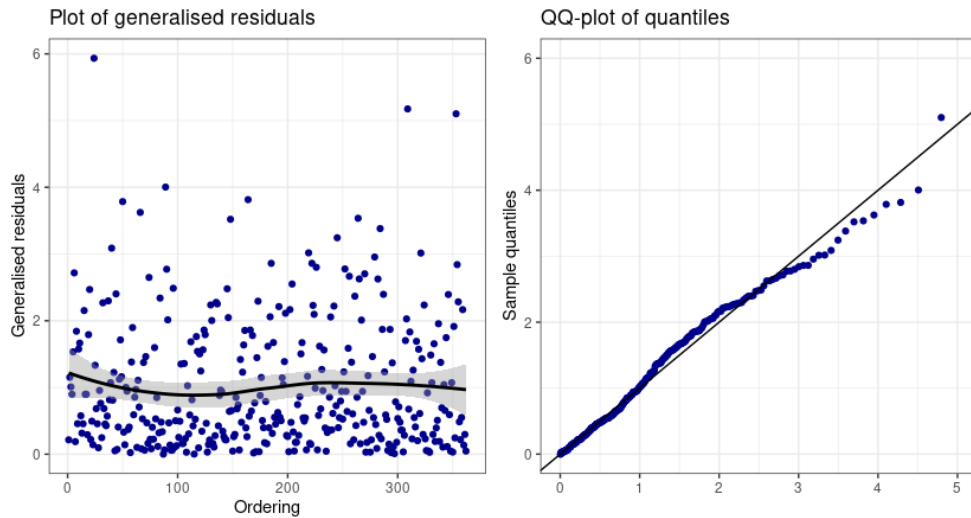 Plot of generalised residuals
6
4
2
0
Generalised residuals
0 100 200 300
Ordering
QQ-plot of quantiles
6
4
2
0
Sample quantiles
0 1 2 3 4 5